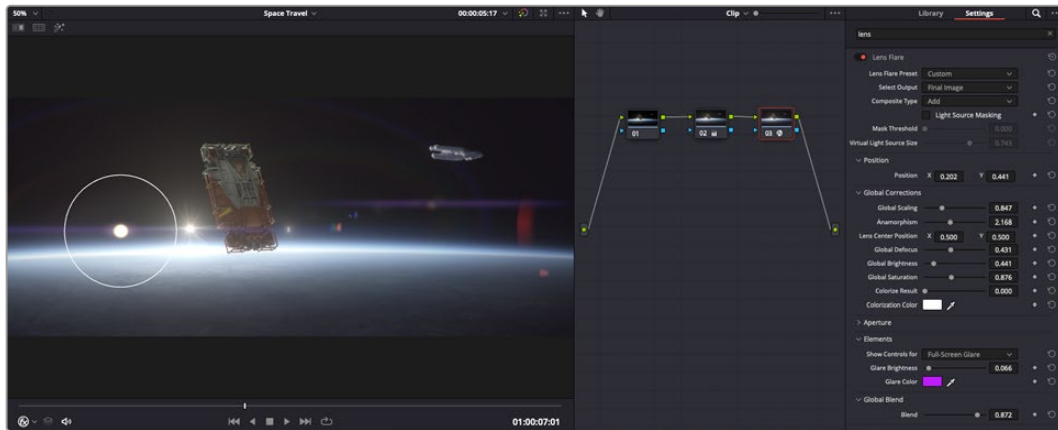 50%
Space Travel
00:00:05:17
Clip
Library
Settings
lens
Lens Flare
Lens Flare Preset
Custom
Select Output
Final Image
Composite Type
Add
Light Source Masking
Mask Threshold
0.000
Virtual Light Source Size
0.743
Position
Position X 0.202 Y 0.441
Global Corrections
Global Scaling 0.847
Anamorphism 2.168
Lens Center Position X 0.500 Y 0.500
Global Defocus 0.431
Global Brightness 0.441
Global Saturation 0.876
Colorize Result 0.000
Colorization Color
Aperture
Elements
Show Controls for Full-Screen Glare
Glare Brightness 0.066
Glare Color
Global Blend
Blend 0.872
01
02
03
01:00:07:01